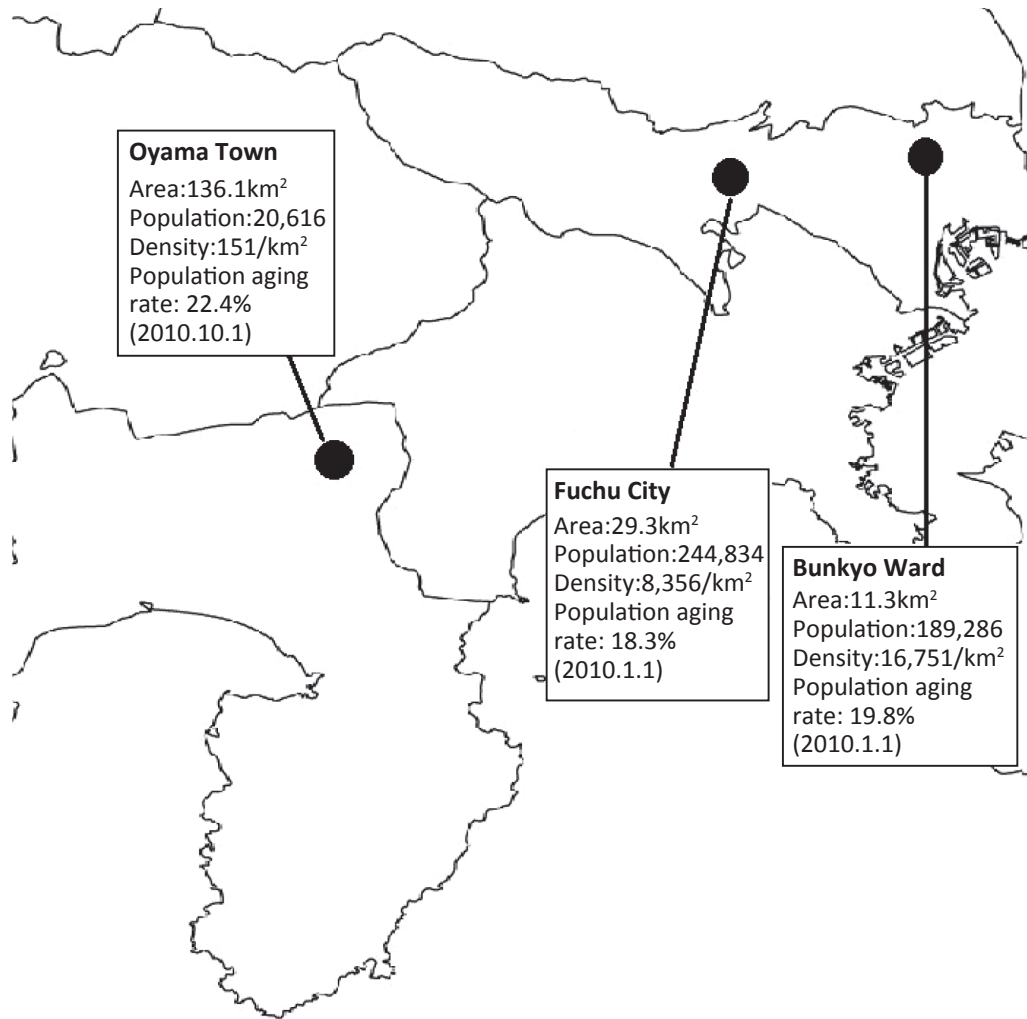 Oyama Town
Area:136.1km²
Population:20,616
Density:151/km²
Population aging
rate: 22.4%
(2010.10.1)
Fuchu City
Area:29.3km²
Population:244,834
Density:8,356/km²
Population aging
rate: 18.3%
(2010.1.1)
Bunkyo Ward
Area:11.3km²
Population:189,286
Density:16,751/km²
Population aging
rate: 19.8%
(2010.1.1)